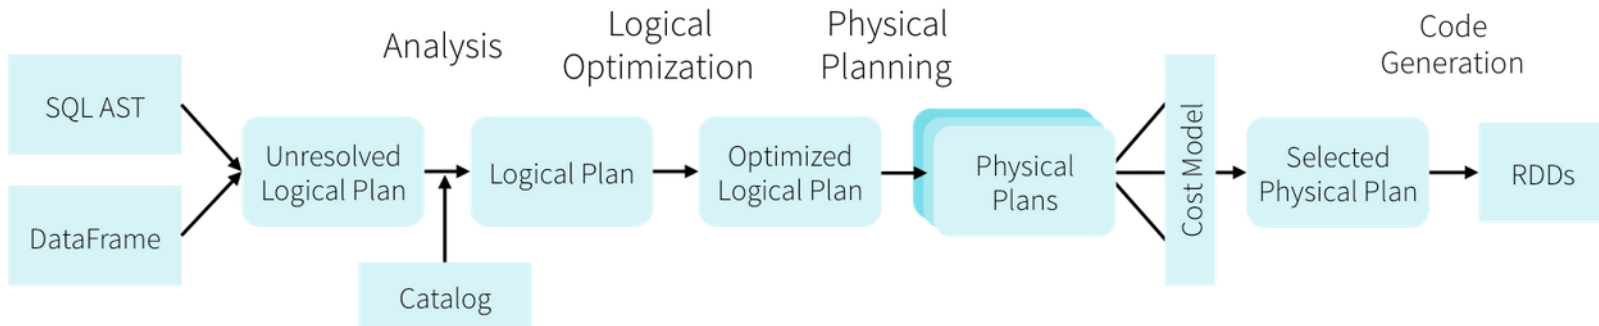 Analysis
Logical
Optimization
Physical
Planning
Code
Generation
SQL AST
DataFrame
Unresolved
Logical Plan
Catalog
Logical Plan
Optimized
Logical Plan
Physical
Plans
Cost Model
Selected
Physical Plan
RDDs